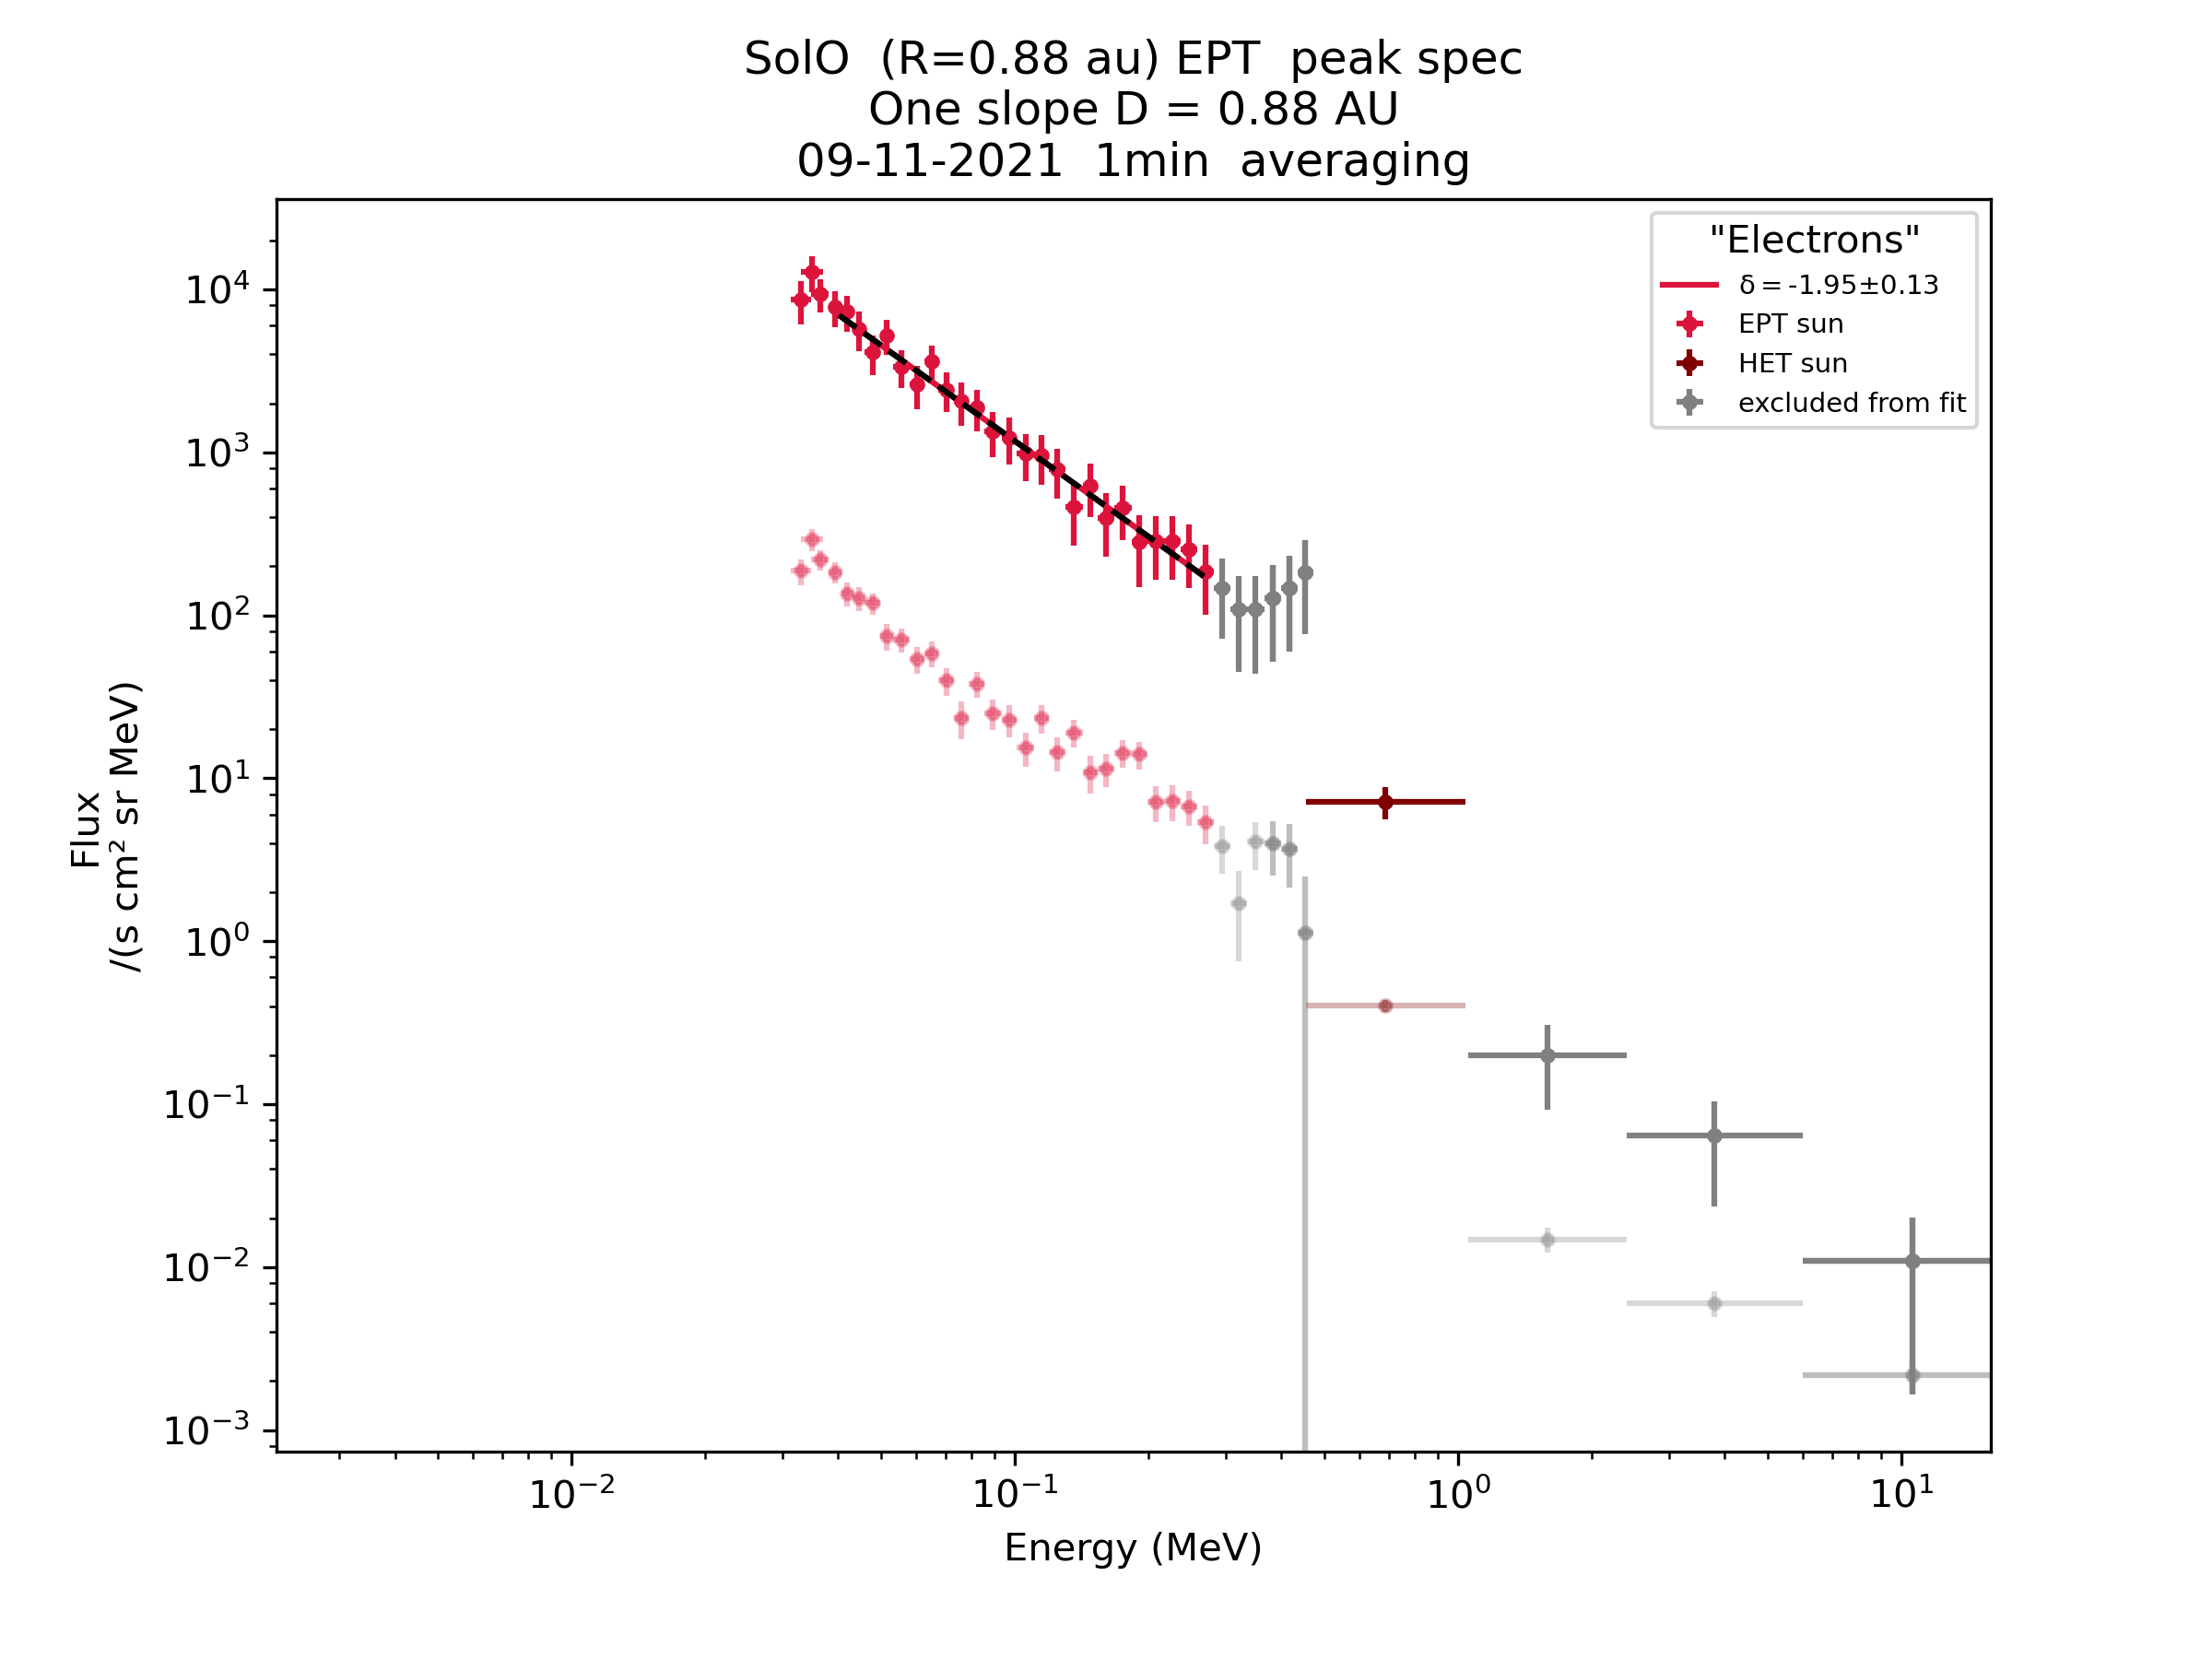 SolO  (R=0.88 au) EPT  peak spec
One slope D = 0.88 AU
09-11-2021  1min  averaging
"Electrons"
δ = -1.95±0.13
EPT sun
HET sun
excluded from fit
Flux
/(s cm² sr MeV)
10⁴
10³
10²
10¹
10⁰
10⁻¹
10⁻²
10⁻³
10⁻² 10⁻¹ 10⁰ 10¹
Energy (MeV)